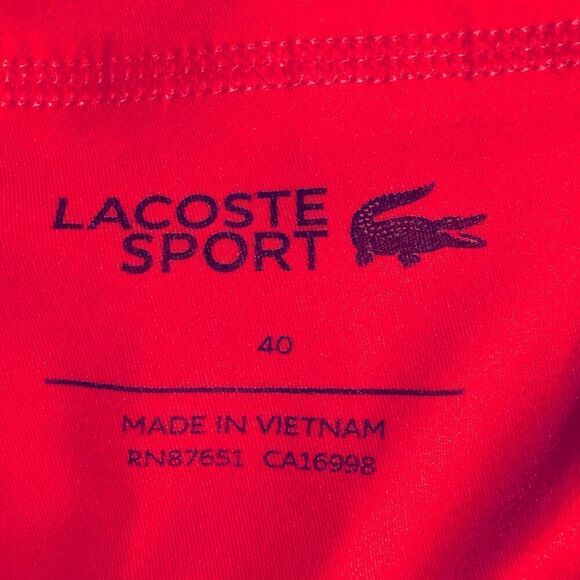 LACOSTE
SPORT
40
MADE IN VIETNAM
RN87651 CA16998